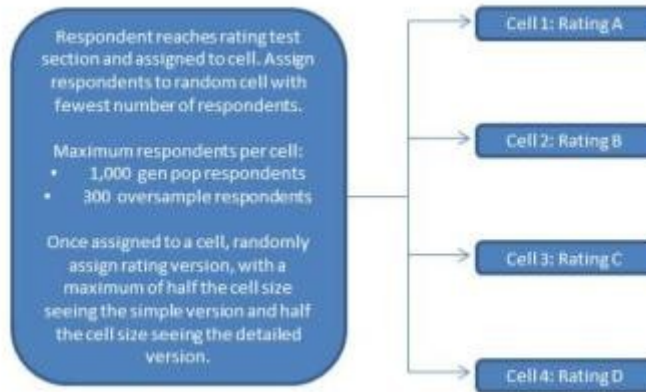 Respondent reaches rating test
section and assigned to cell. Assign
respondents to random cell with
fewest number of respondents.
Maximum respondents per cell:
• 1,000 gen pop respondents
• 300 oversample respondents
Once assigned to a cell, randomly
assign rating version, with a
maximum of half the cell size
seeing the simple version and half
the cell size seeing the detailed
version.
Cell 1: Rating A
Cell 2: Rating B
Cell 3: Rating C
Cell 4: Rating D